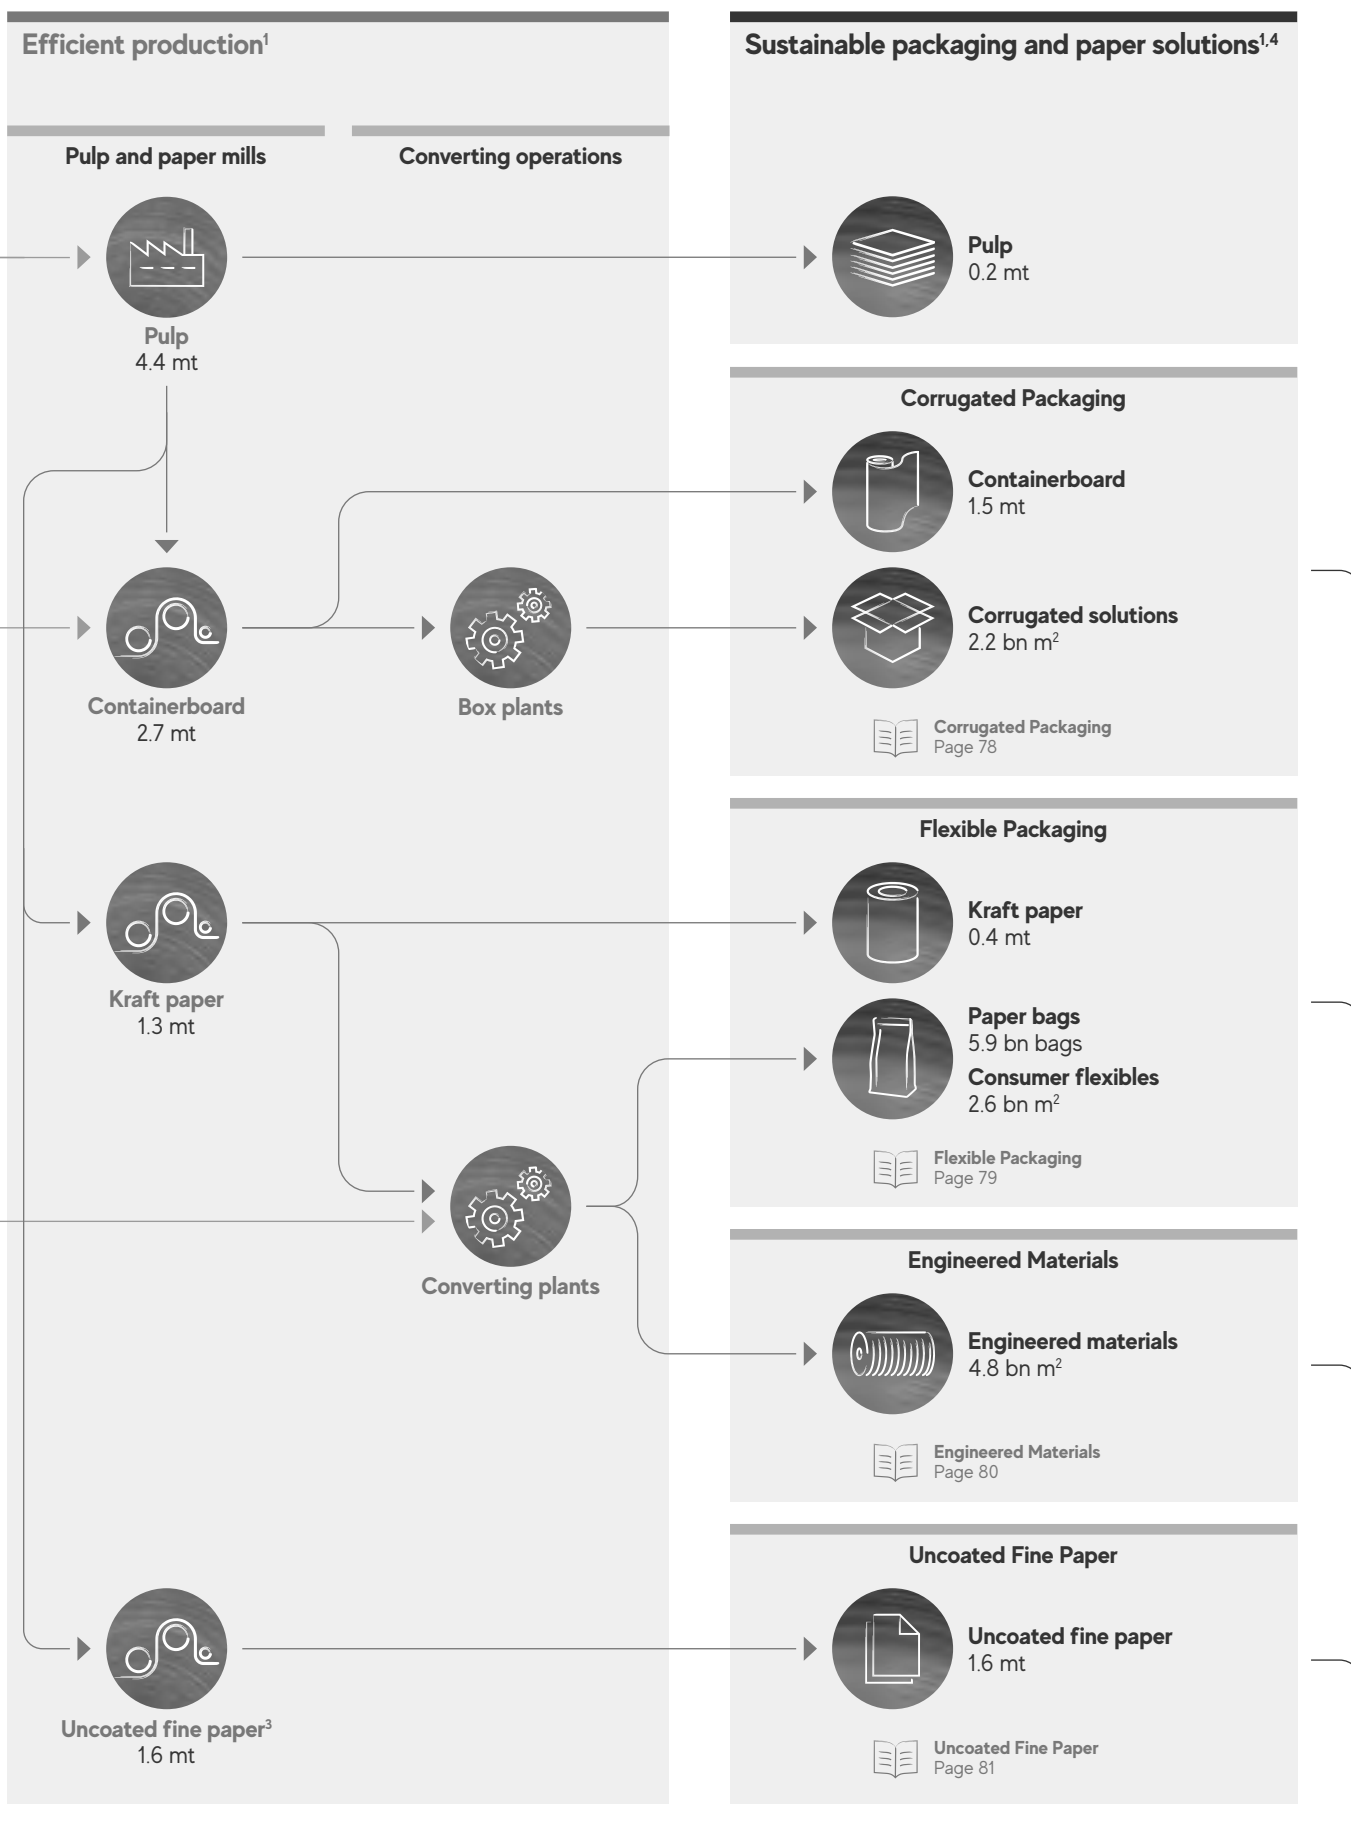 Efficient production¹
Pulp and paper mills
Converting operations
Pulp
4.4 mt
Containerboard
2.7 mt
Box plants
Kraft paper
1.3 mt
Converting plants
Uncoated fine paper³
1.6 mt
Sustainable packaging and paper solutions¹,⁴
Pulp
0.2 mt
Corrugated Packaging
Containerboard
1.5 mt
Corrugated solutions
2.2 bn m²
Corrugated Packaging
Page 78
Flexible Packaging
Kraft paper
0.4 mt
Paper bags
5.9 bn bags
Consumer flexibles
2.6 bn m²
Flexible Packaging
Page 79
Engineered Materials
Engineered materials
4.8 bn m²
Engineered Materials
Page 80
Uncoated Fine Paper
Uncoated fine paper
1.6 mt
Uncoated Fine Paper
Page 81